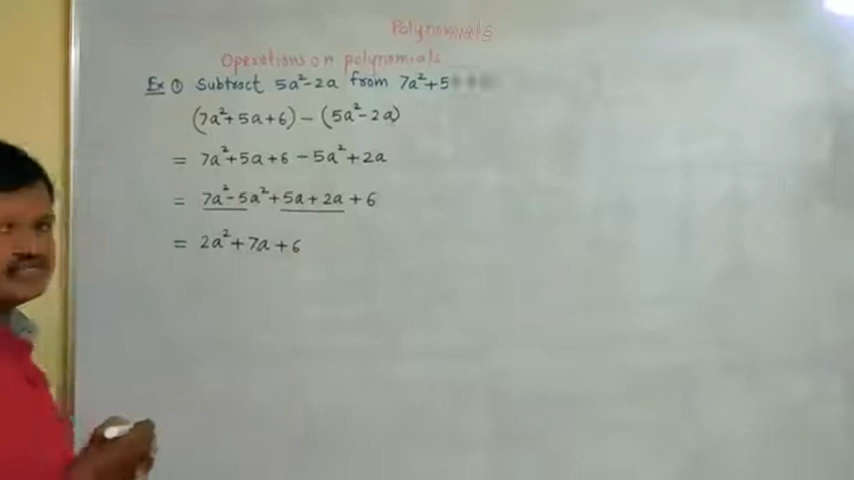 Polynomials
Operations on polynomials
Ex ① Subtract 5a²-2a from 7a²+5
(7a²+5a+6) - (5a²-2a)
= 7a²+5a+6 -5a²+2a
= 7a²-5a²+5a+2a+6
= 2a²+7a+6